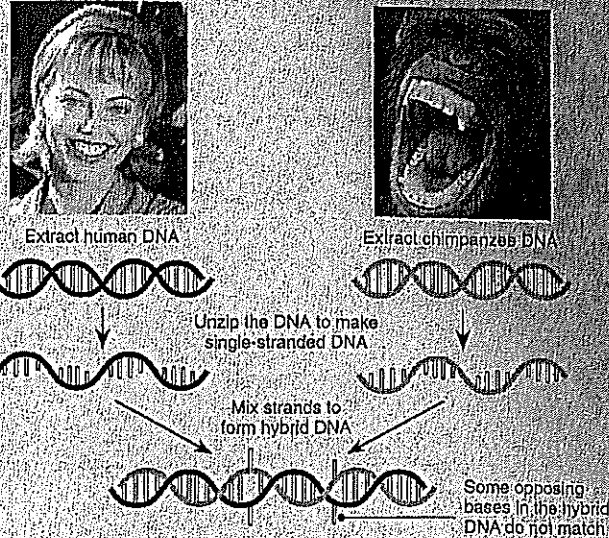 Extract human DNA
Extract chimpanzee DNA
Unzip the DNA to make
single-stranded DNA
Mix strands to
form hybrid DNA
Some opposing
bases in the hybrid
DNA do not match